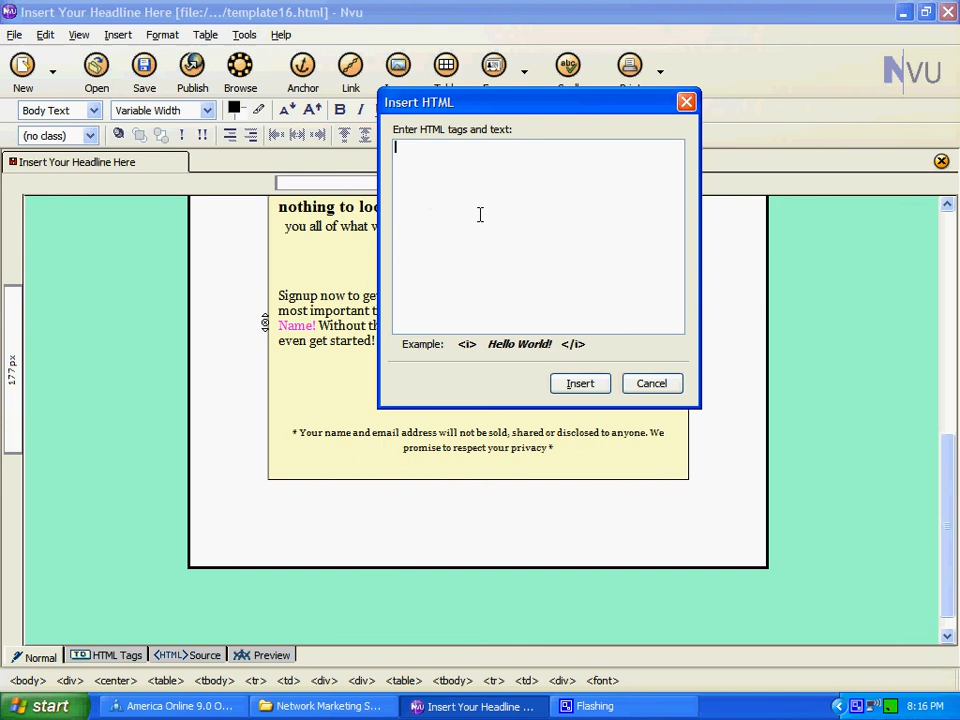 Insert Your Headline Here [file:/.../template16.html] - Nvu
File Edit View Insert Format Table Tools Help
New Open Save Publish Browse Anchor Link
NVU
Body Text Variable Width B I
(no class) ! !!
Insert Your Headline Here
Insert HTML
Enter HTML tags and text:
Example: <i> Hello World! </i>
Insert Cancel
nothing to loo
you all of what w
Signup now to ge
most important t
Name! Without th
even get started!
* Your name and email address will not be sold, shared or disclosed to anyone. We
promise to respect your privacy *
177px
Normal TD HTML Tags <HTML> Source Preview
<body> <div> <center> <table> <tbody> <tr> <td> <div> <div> <table> <tbody> <tr> <td> <div> <font>
start America Online 9.0 O... Network Marketing S... Insert Your Headline ... Flashing 8:16 PM